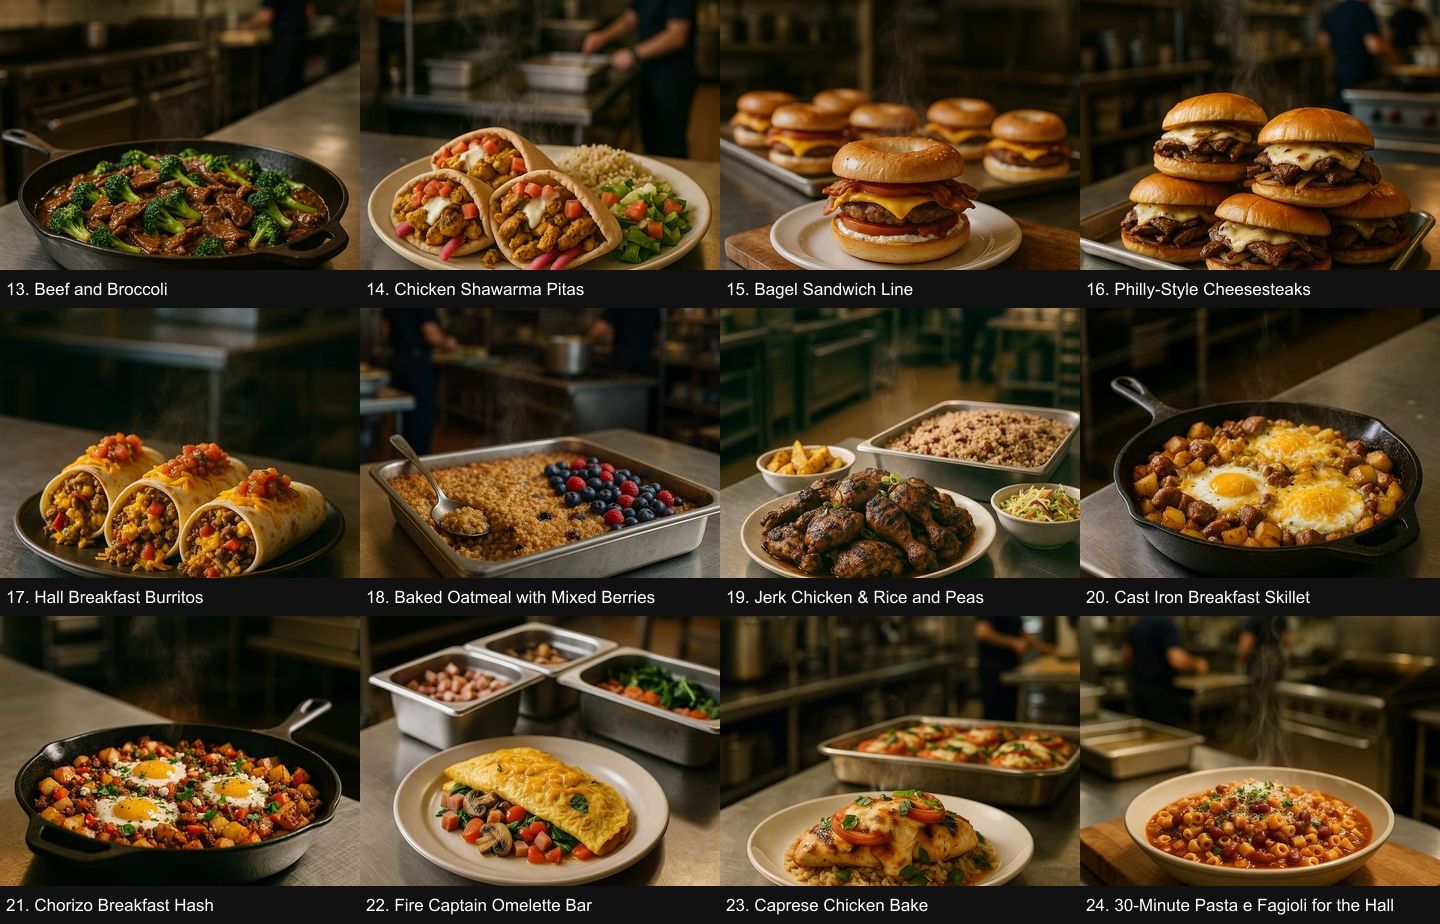 13. Beef and Broccoli
14. Chicken Shawarma Pitas
15. Bagel Sandwich Line
16. Philly-Style Cheesesteaks
17. Hall Breakfast Burritos
18. Baked Oatmeal with Mixed Berries
19. Jerk Chicken & Rice and Peas
20. Cast Iron Breakfast Skillet
21. Chorizo Breakfast Hash
22. Fire Captain Omelette Bar
23. Caprese Chicken Bake
24. 30-Minute Pasta e Fagioli for the Hall